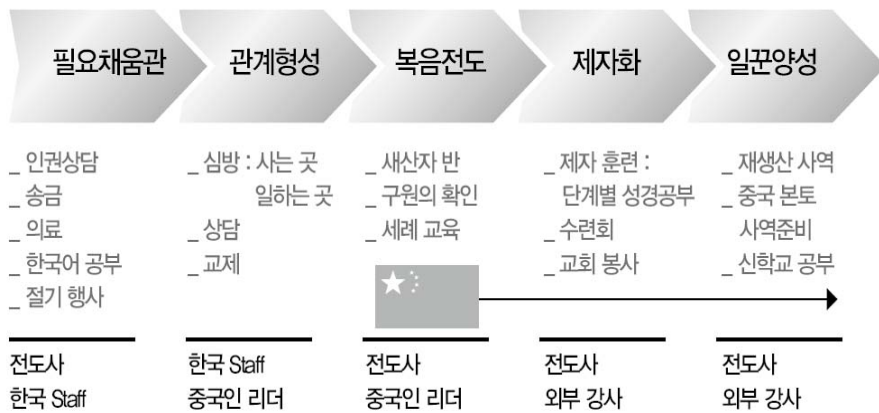 필요채움관
관계형성
복음전도
제자화
일꾼양성
_ 인권상담
_ 송금
_ 의료
_ 한국어 공부
_ 절기 행사
_ 심방 : 사는 곳
일하는 곳
_ 상담
_ 교제
_ 새산자 반
_ 구원의 확인
_ 세례 교육
_ 제자 훈련 :
단계별 성경공부
_ 수련회
_ 교회 봉사
_ 재생산 사역
_ 중국 본토
사역준비
_ 신학교 공부
전도사
한국 Staff
한국 Staff
중국인 리더
전도사
중국인 리더
전도사
외부 강사
전도사
외부 강사